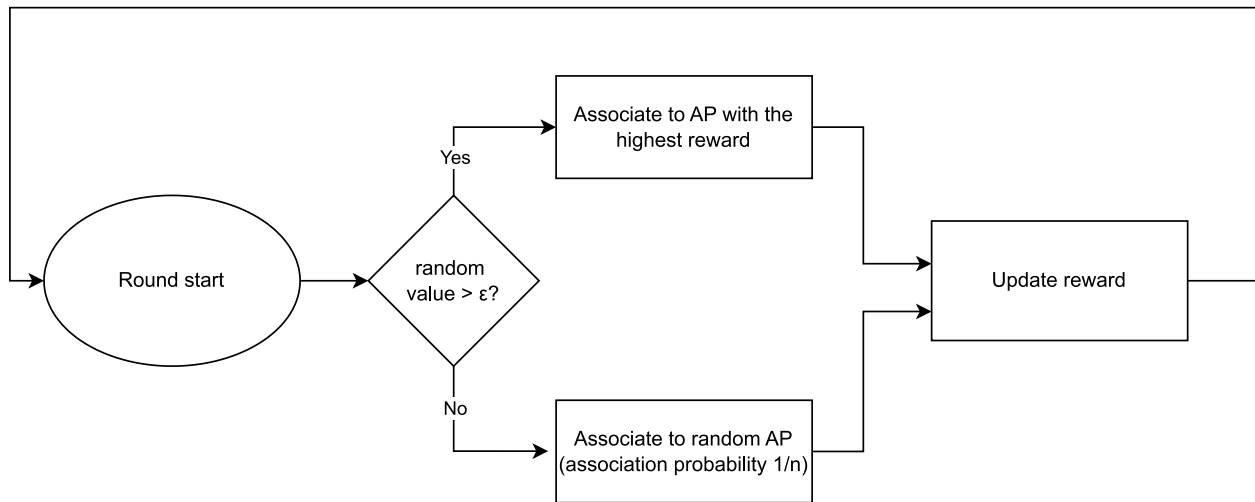 Round start
random
value > ε?
Yes
Associate to AP with the
highest reward
No
Associate to random AP
(association probability 1/n)
Update reward